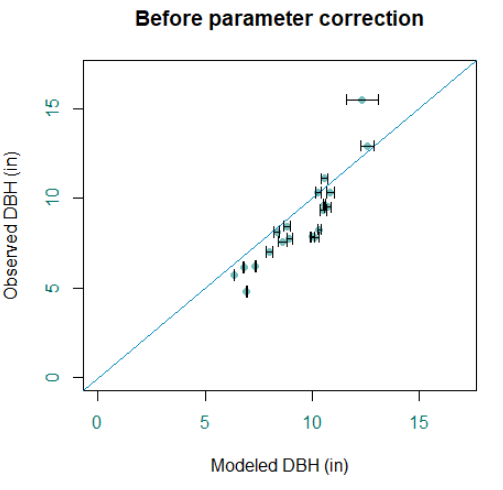 Before parameter correction
Observed DBH (in)
15
10
5
0
0 5 10 15
Modeled DBH (in)